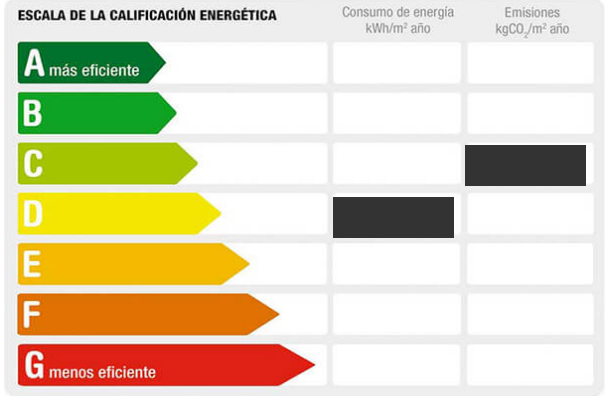 ESCALA DE LA CALIFICACIÓN ENERGÉTICA
Consumo de energía
kWh/m² año
Emisiones
kgCO₂/m² año
A más eficiente
B
C
D
E
F
G menos eficiente